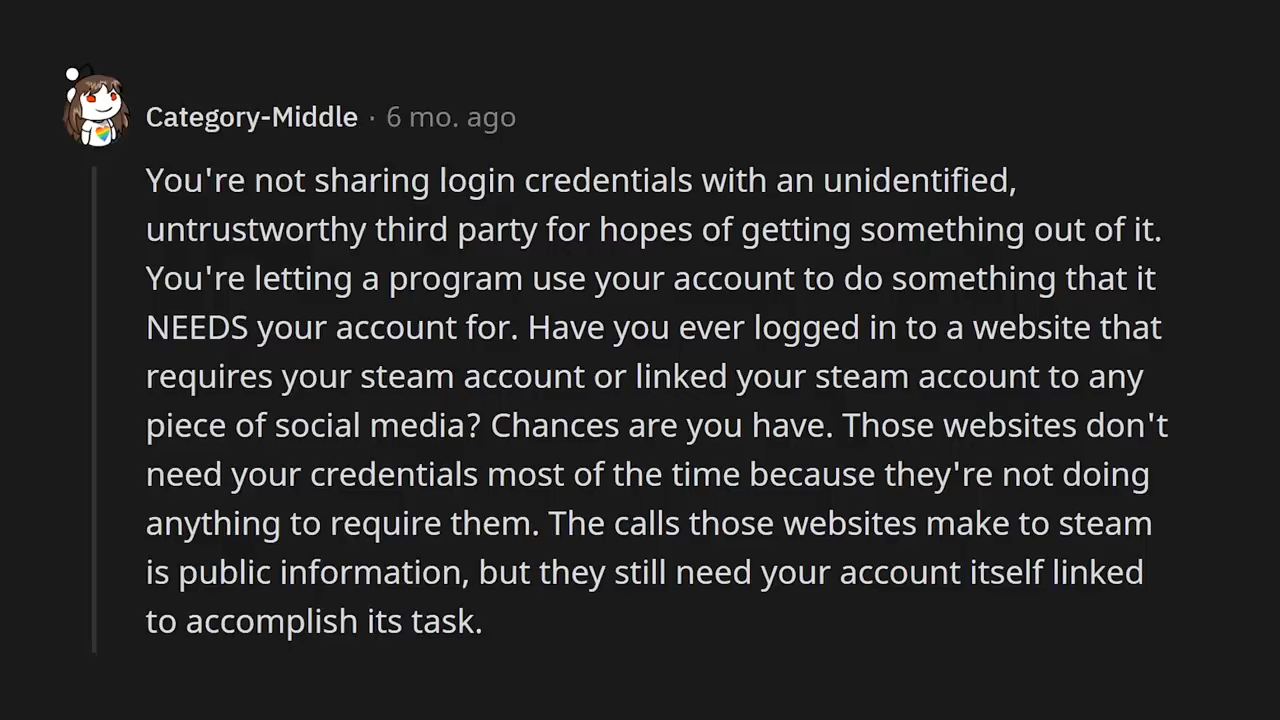 Category-Middle · 6 mo. ago
You're not sharing login credentials with an unidentified,
untrustworthy third party for hopes of getting something out of it.
You're letting a program use your account to do something that it
NEEDS your account for. Have you ever logged in to a website that
requires your steam account or linked your steam account to any
piece of social media? Chances are you have. Those websites don't
need your credentials most of the time because they're not doing
anything to require them. The calls those websites make to steam
is public information, but they still need your account itself linked
to accomplish its task.